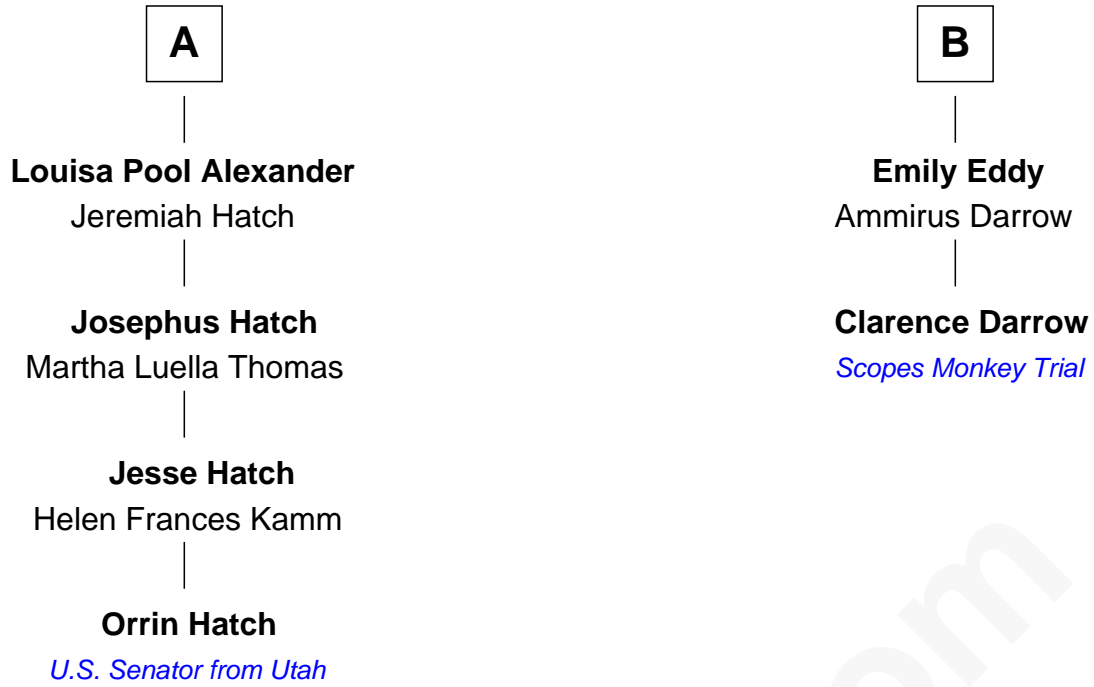 A
Louisa Pool Alexander
Jeremiah Hatch
Josephus Hatch
Martha Luella Thomas
Jesse Hatch
Helen Frances Kamm
Orrin Hatch
U.S. Senator from Utah
B
Emily Eddy
Ammirus Darrow
Clarence Darrow
Scopes Monkey Trial
om